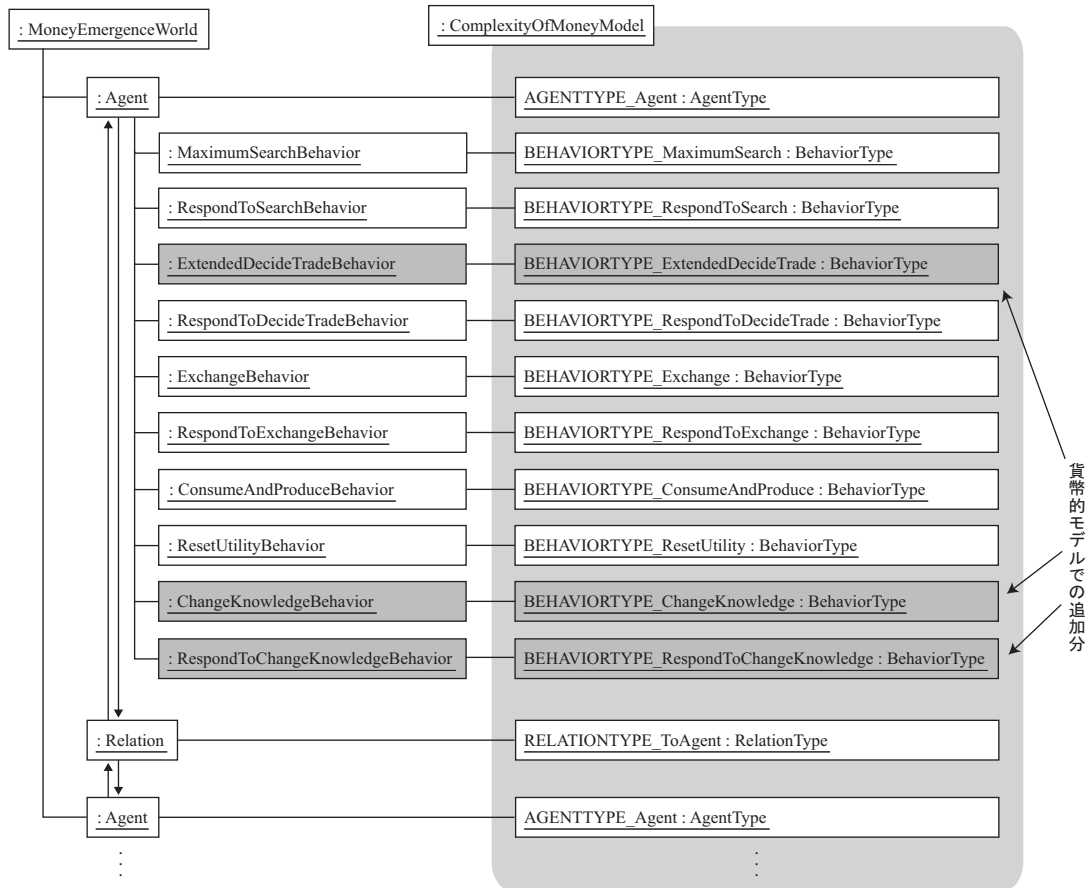 : MoneyEmergenceWorld
: ComplexityOfMoneyModel
: Agent
AGENTTYPE_Agent : AgentType
: MaximumSearchBehavior
BEHAVIORTYPE_MaximumSearch : BehaviorType
: RespondToSearchBehavior
BEHAVIORTYPE_RespondToSearch : BehaviorType
: ExtendedDecideTradeBehavior
BEHAVIORTYPE_ExtendedDecideTrade : BehaviorType
: RespondToDecideTradeBehavior
BEHAVIORTYPE_RespondToDecideTrade : BehaviorType
: ExchangeBehavior
BEHAVIORTYPE_Exchange : BehaviorType
: RespondToExchangeBehavior
BEHAVIORTYPE_RespondToExchange : BehaviorType
: ConsumeAndProduceBehavior
BEHAVIORTYPE_ConsumeAndProduce : BehaviorType
: ResetUtilityBehavior
BEHAVIORTYPE_ResetUtility : BehaviorType
: ChangeKnowledgeBehavior
BEHAVIORTYPE_ChangeKnowledge : BehaviorType
: RespondToChangeKnowledgeBehavior
BEHAVIORTYPE_RespondToChangeKnowledge : BehaviorType
貨幣的モデルでの追加分
: Relation
RELATIONTYPE_ToAgent : RelationType
: Agent
AGENTTYPE_Agent : AgentType